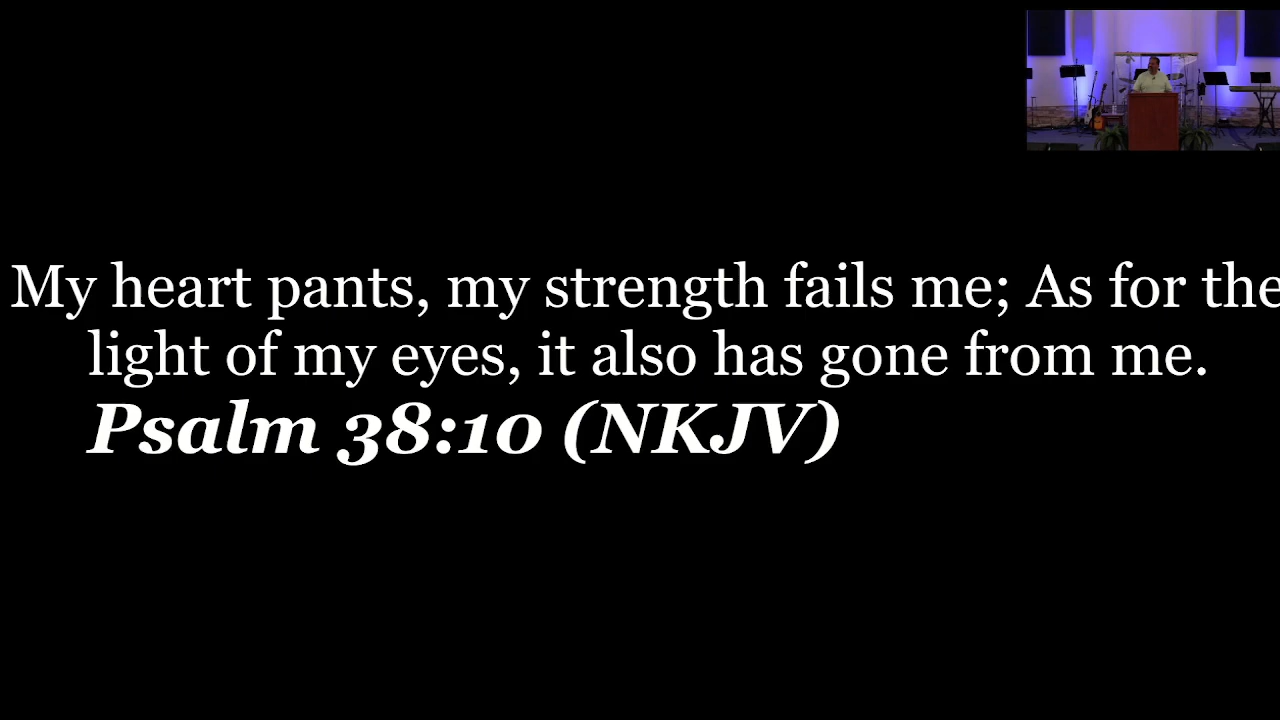 My heart pants, my strength fails me; As for the
light of my eyes, it also has gone from me.
Psalm 38:10 (NKJV)